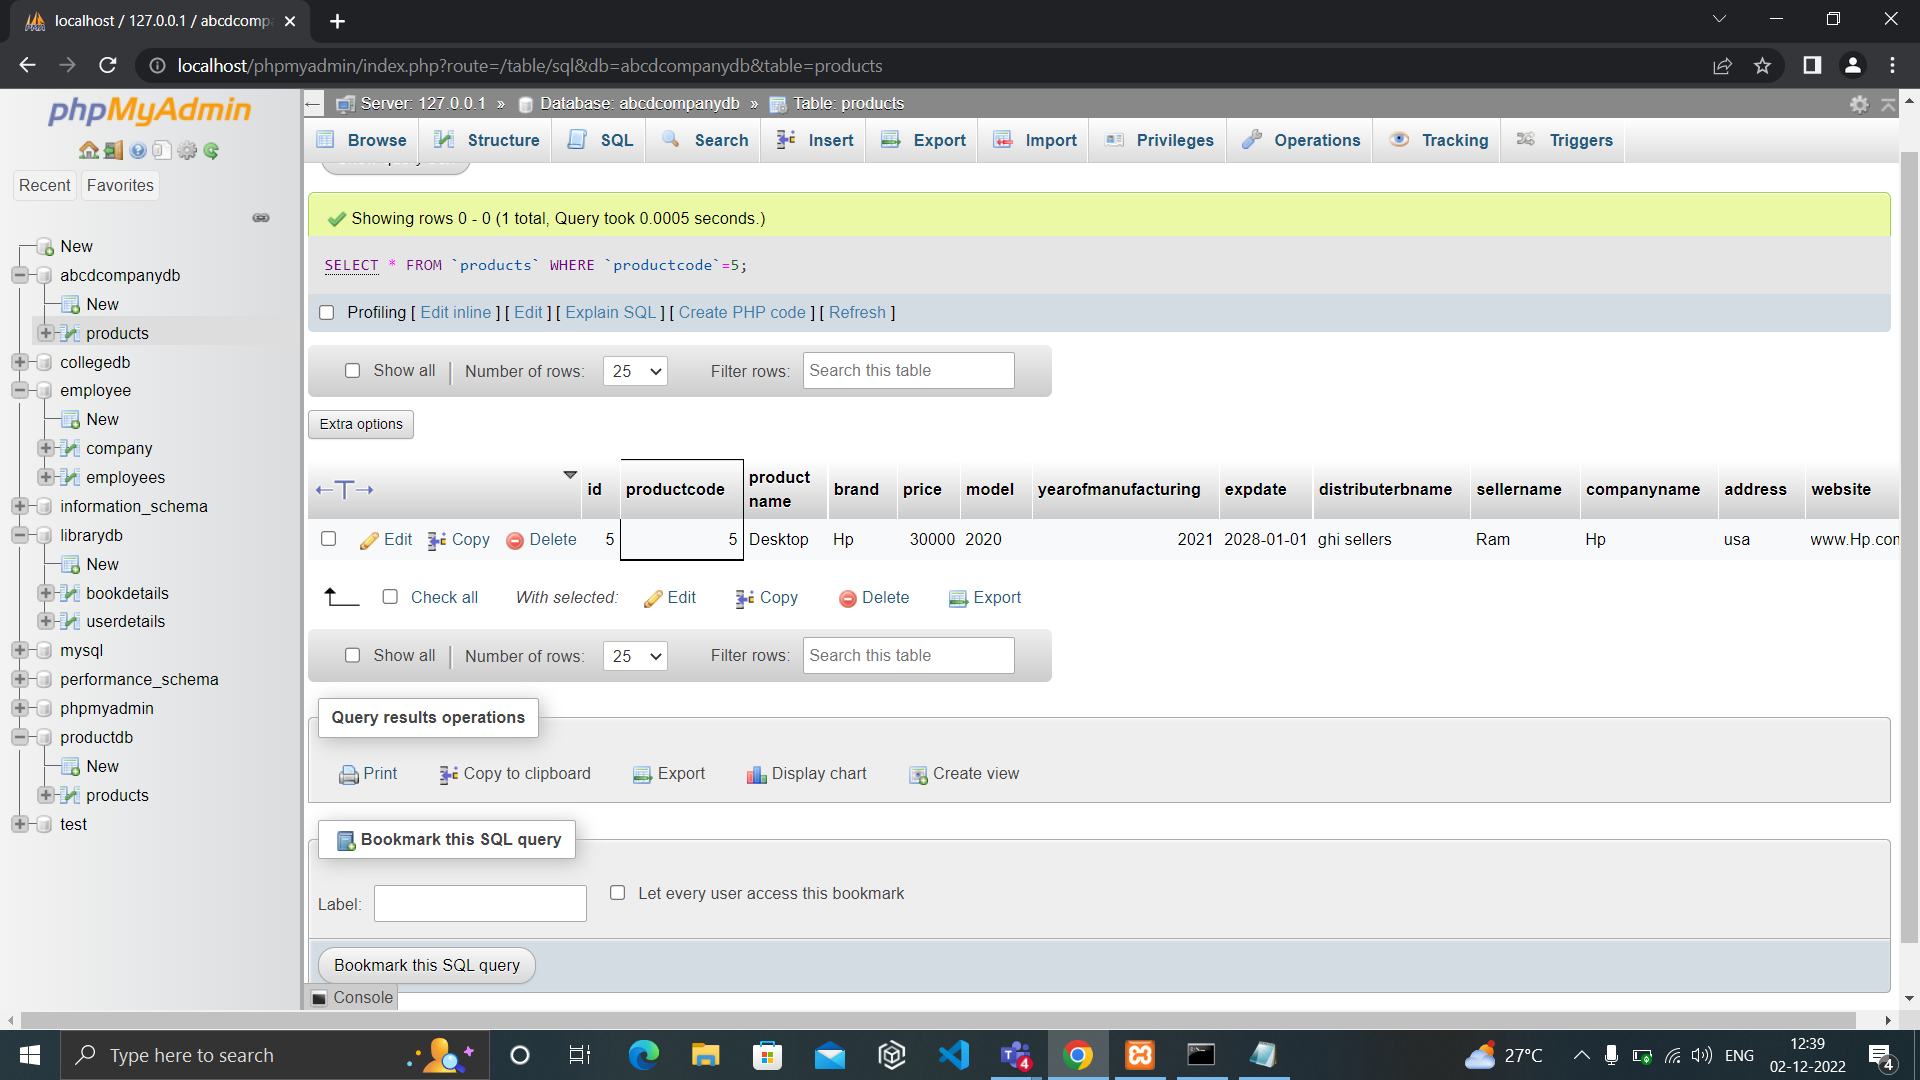 localhost / 127.0.0.1 / abcdcomp
localhost/phpmyadmin/index.php?route=/table/sql&db=abcdcompanydb&table=products
phpMyAdmin
Recent Favorites
New
abcdcompanydb
New
products
collegedb
employee
New
company
employees
information_schema
librarydb
New
bookdetails
userdetails
mysql
performance_schema
phpmyadmin
productdb
New
products
test
Server: 127.0.0.1 » Database: abcdcompanydb » Table: products
Browse Structure SQL Search Insert Export Import Privileges Operations Tracking Triggers
Showing rows 0 - 0 (1 total, Query took 0.0005 seconds.)
SELECT * FROM `products` WHERE `productcode`=5;
Profiling [ Edit inline ] [ Edit ] [ Explain SQL ] [ Create PHP code ] [ Refresh ]
Show all Number of rows: 25 Filter rows: Search this table
Extra options
←T→ id productcode product name brand price model yearofmanufacturing expdate distributerbname sellername companyname address website
Edit Copy Delete 5 5 Desktop Hp 30000 2020 2021 2028-01-01 ghi sellers Ram Hp usa www.Hp.com
Check all With selected: Edit Copy Delete Export
Show all Number of rows: 25 Filter rows: Search this table
Query results operations
Print Copy to clipboard Export Display chart Create view
Bookmark this SQL query
Label: Let every user access this bookmark
Bookmark this SQL query
Console
Type here to search
4
27°C
ENG
12:39
02-12-2022
4